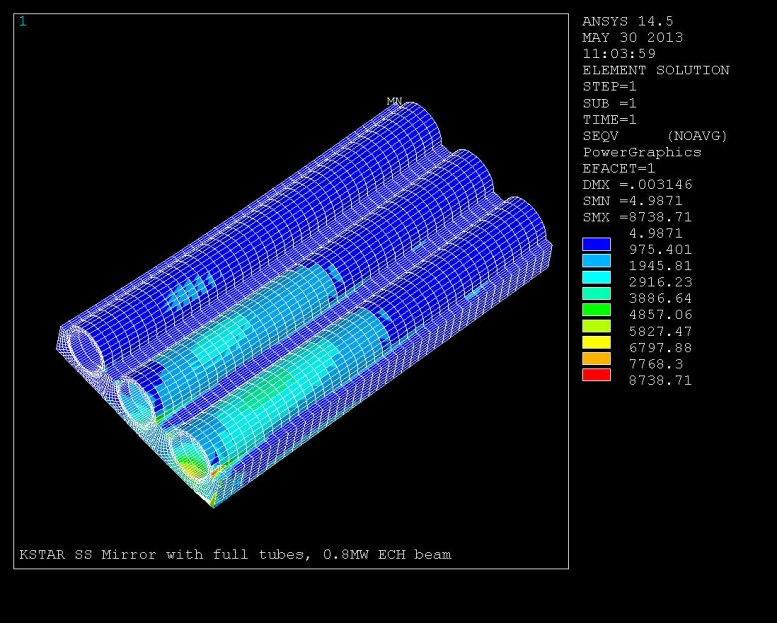 1
ANSYS 14.5
MAY 30 2013
11:03:59
ELEMENT SOLUTION
STEP=1
SUB =1
TIME=1
SEQV (NOAVG)
PowerGraphics
EFACET=1
DMX =.003146
SMN =4.9871
SMX =8738.71
4.9871
975.401
1945.81
2916.23
3886.64
4857.06
5827.47
6797.88
7768.3
8738.71
MN
KSTAR SS Mirror with full tubes, 0.8MW ECH beam